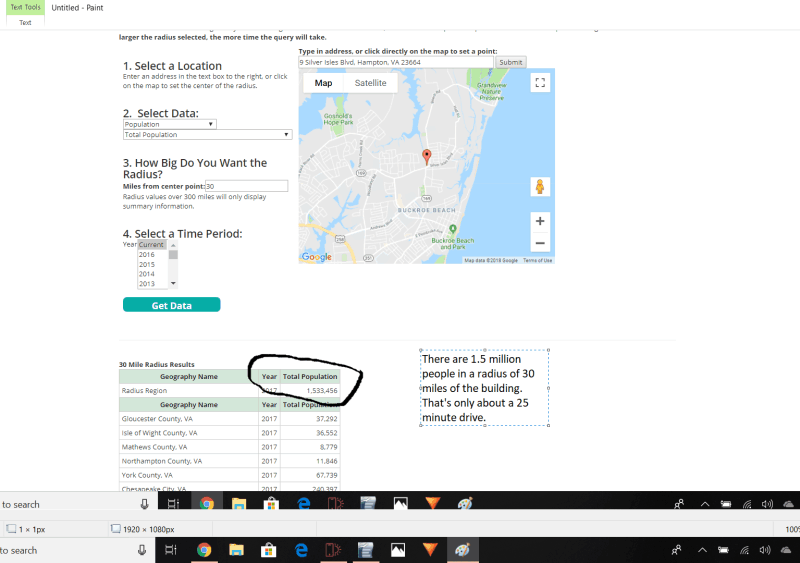 Text Tools
Untitled - Paint
Text
larger the radius selected, the more time the query will take.
Type in address, or click directly on the map to set a point:
9 Silver Isles Blvd, Hampton, VA 23664
Submit
1. Select a Location
Enter an address in the text box to the right, or click
on the map to set the center of the radius.
2. Select Data:
Population
Total Population
3. How Big Do You Want the
Radius?
Miles from center point:30
Radius values over 300 miles will only display
summary information.
4. Select a Time Period:
Year Current
2016
2015
2014
2013
Get Data
Map
Satellite
Grandview
Nature
Preserve
Gosnold's
Hope Park
169
169
BUCKROE BEACH
258
351
Buckroe Beach
and Park
Google
Map data ©2018 Google
Terms of Use
30 Mile Radius Results
Geography Name Year Total Population
Radius Region 2017 1,533,456
Geography Name Year Total Population
Gloucester County, VA 2017 37,292
Isle of Wight County, VA 2017 36,552
Mathews County, VA 2017 8,779
Northampton County, VA 2017 11,846
York County, VA 2017 67,739
Chesapeake City, VA 2017 240,397
There are 1.5 million
people in a radius of 30
miles of the building.
That's only about a 25
minute drive.
to search
1 × 1px
1920 × 1080px
100%
to search